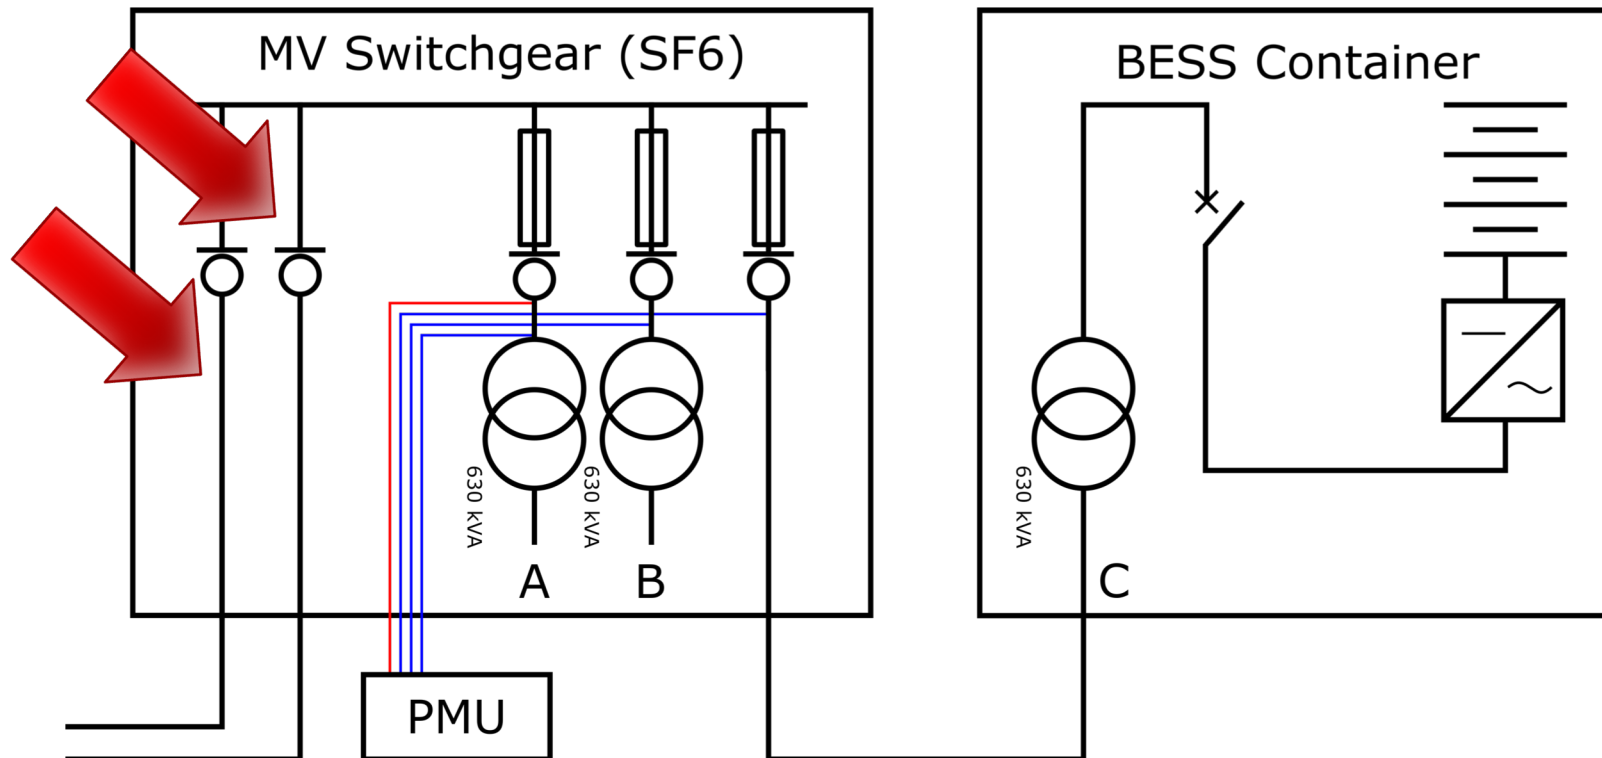 MV Switchgear (SF6)
BESS Container
630 kVA
630 kVA
630 kVA
A
B
C
PMU